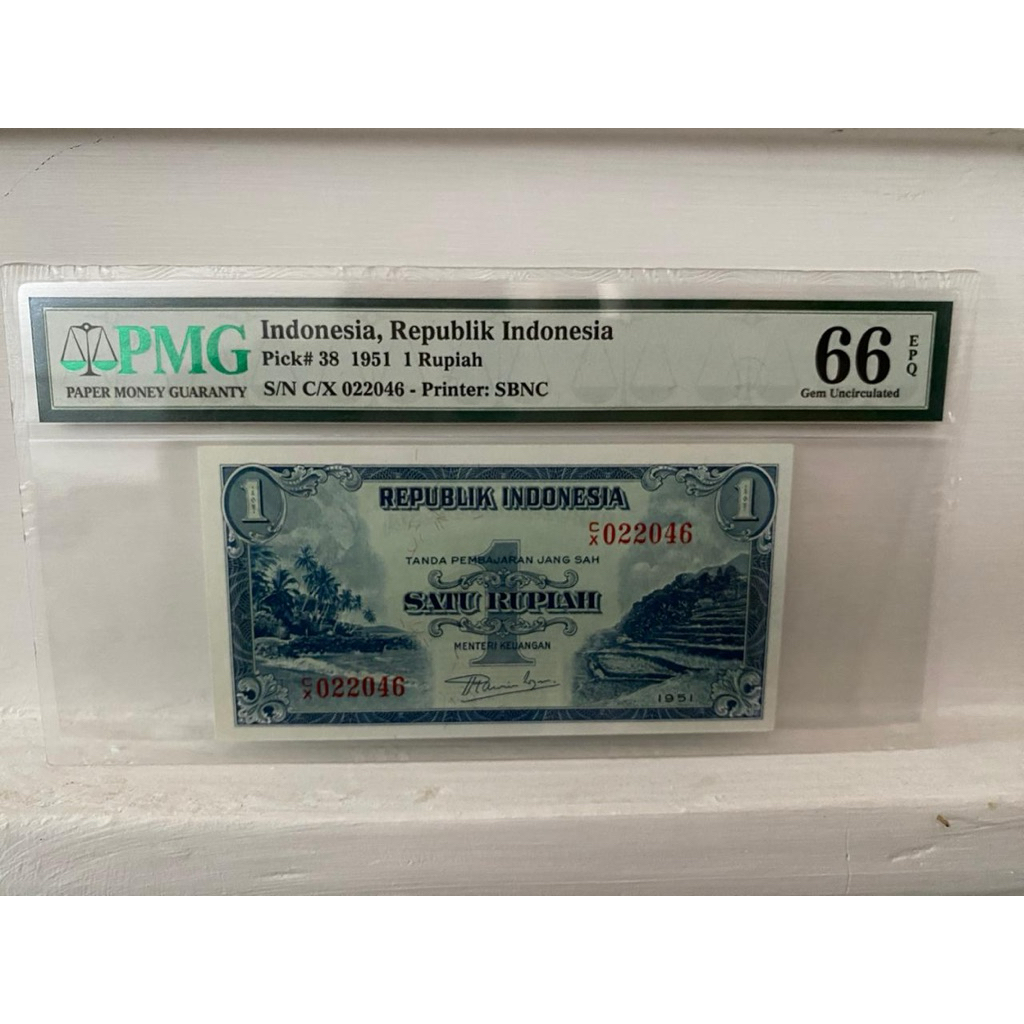 PMG
PAPER MONEY GUARANTY
Indonesia, Republik Indonesia
Pick# 38 1951 1 Rupiah
S/N C/X 022046 - Printer: SBNC
66 EPQ
Gem Uncirculated
1
REPUBLIK INDONESIA
1
C/X 022046
TANDA PEMBAJARAN JANG SAH
1
SATU RUPIAH
MENTERI KEUANGAN
C/X 022046
1951